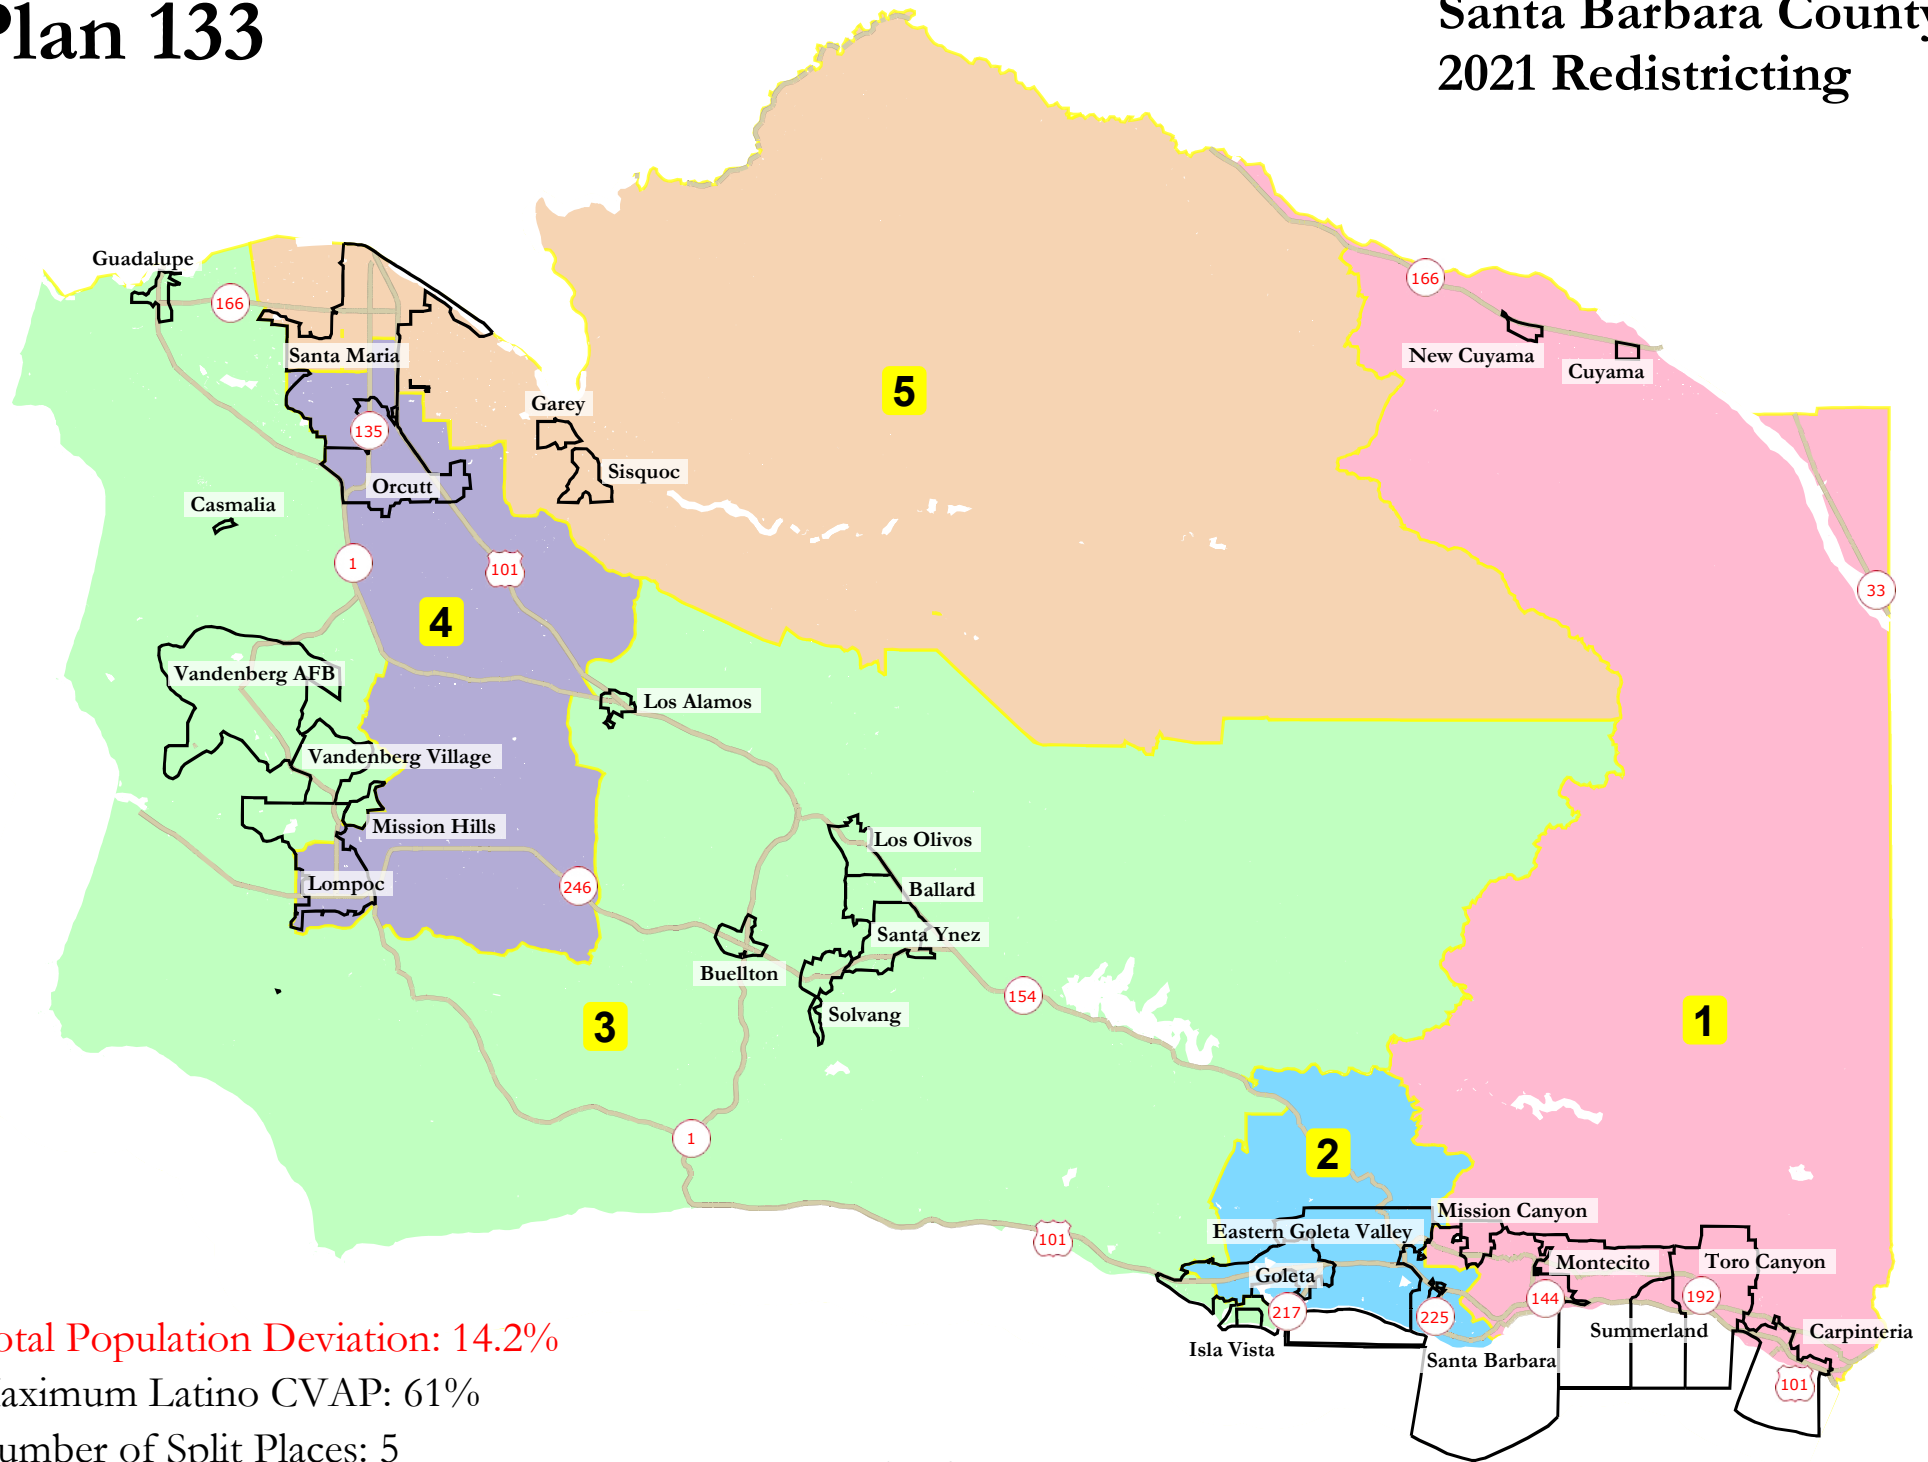 Plan 133
Santa Barbara County
2021 Redistricting
Guadalupe
166
Santa Maria
135
Orcutt
Casmalia
1
101
4
Garey
Sisquoc
5
166
New Cuyama
Cuyama
33
Vandenberg AFB
Los Alamos
Vandenberg Village
Mission Hills
Lompoc
246
Los Olivos
Ballard
Santa Ynez
Buellton
Solvang
154
3
1
1
2
101
Mission Canyon
Eastern Goleta Valley
Goleta
Montecito
Toro Canyon
217
225
144
192
Isla Vista
Santa Barbara
Summerland
Carpinteria
101
otal Population Deviation: 14.2%
aximum Latino CVAP: 61%
umber of Split Places: 5